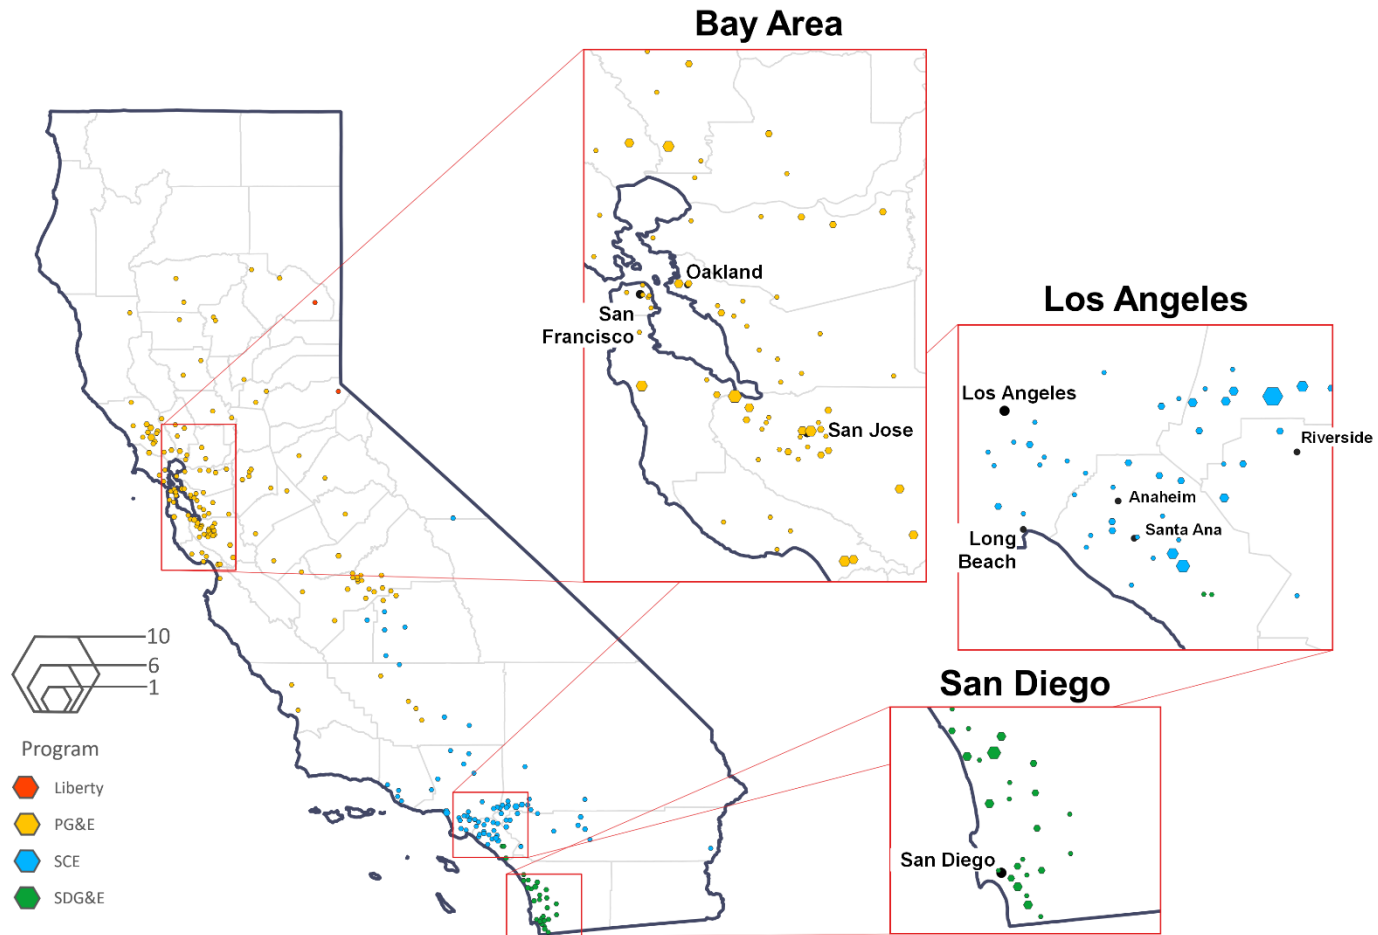 Bay Area
Oakland
San
Francisco
San Jose
Los Angeles
Los Angeles
Riverside
Anaheim
Santa Ana
Long
Beach
San Diego
San Diego
10
6
1
Program
Liberty
PG&E
SCE
SDG&E